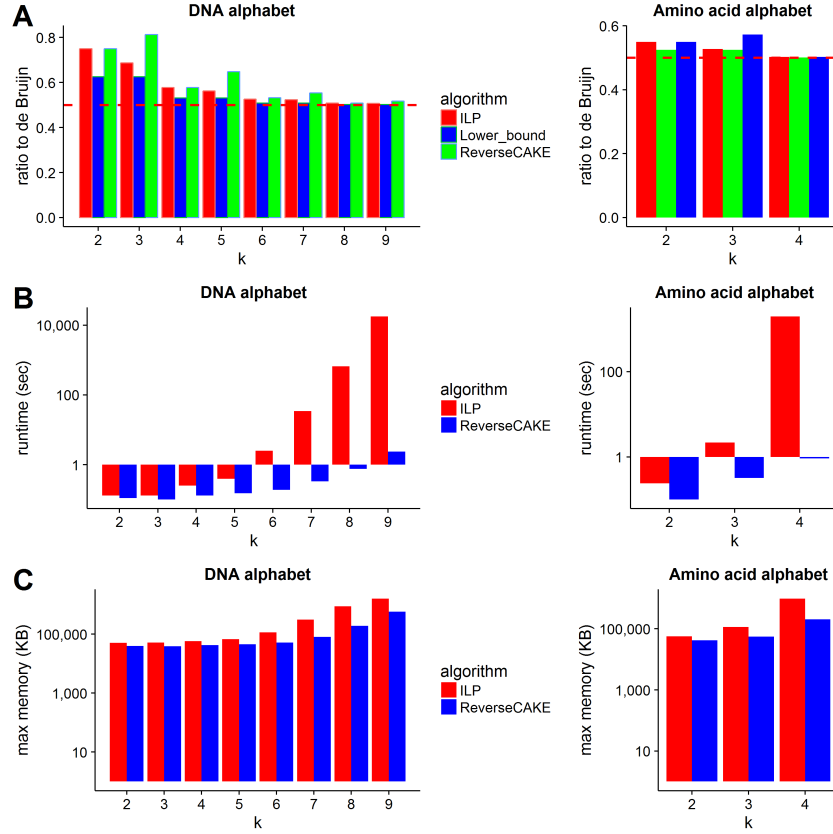 A
DNA alphabet
ratio to de Bruijn
0.8
0.6
0.4
0.2
0.0
2 3 4 5 6 7 8 9
k
algorithm
ILP
Lower_bound
ReverseCAKE
Amino acid alphabet
ratio to de Bruijn
0.6
0.4
0.2
0.0
2 3 4
k
B
DNA alphabet
runtime (sec)
10,000
100
1
2 3 4 5 6 7 8 9
k
algorithm
ILP
ReverseCAKE
Amino acid alphabet
runtime (sec)
100
1
2 3 4
k
C
DNA alphabet
max memory (KB)
100,000
1,000
10
2 3 4 5 6 7 8 9
k
algorithm
ILP
ReverseCAKE
Amino acid alphabet
max memory (KB)
100,000
1,000
10
2 3 4
k